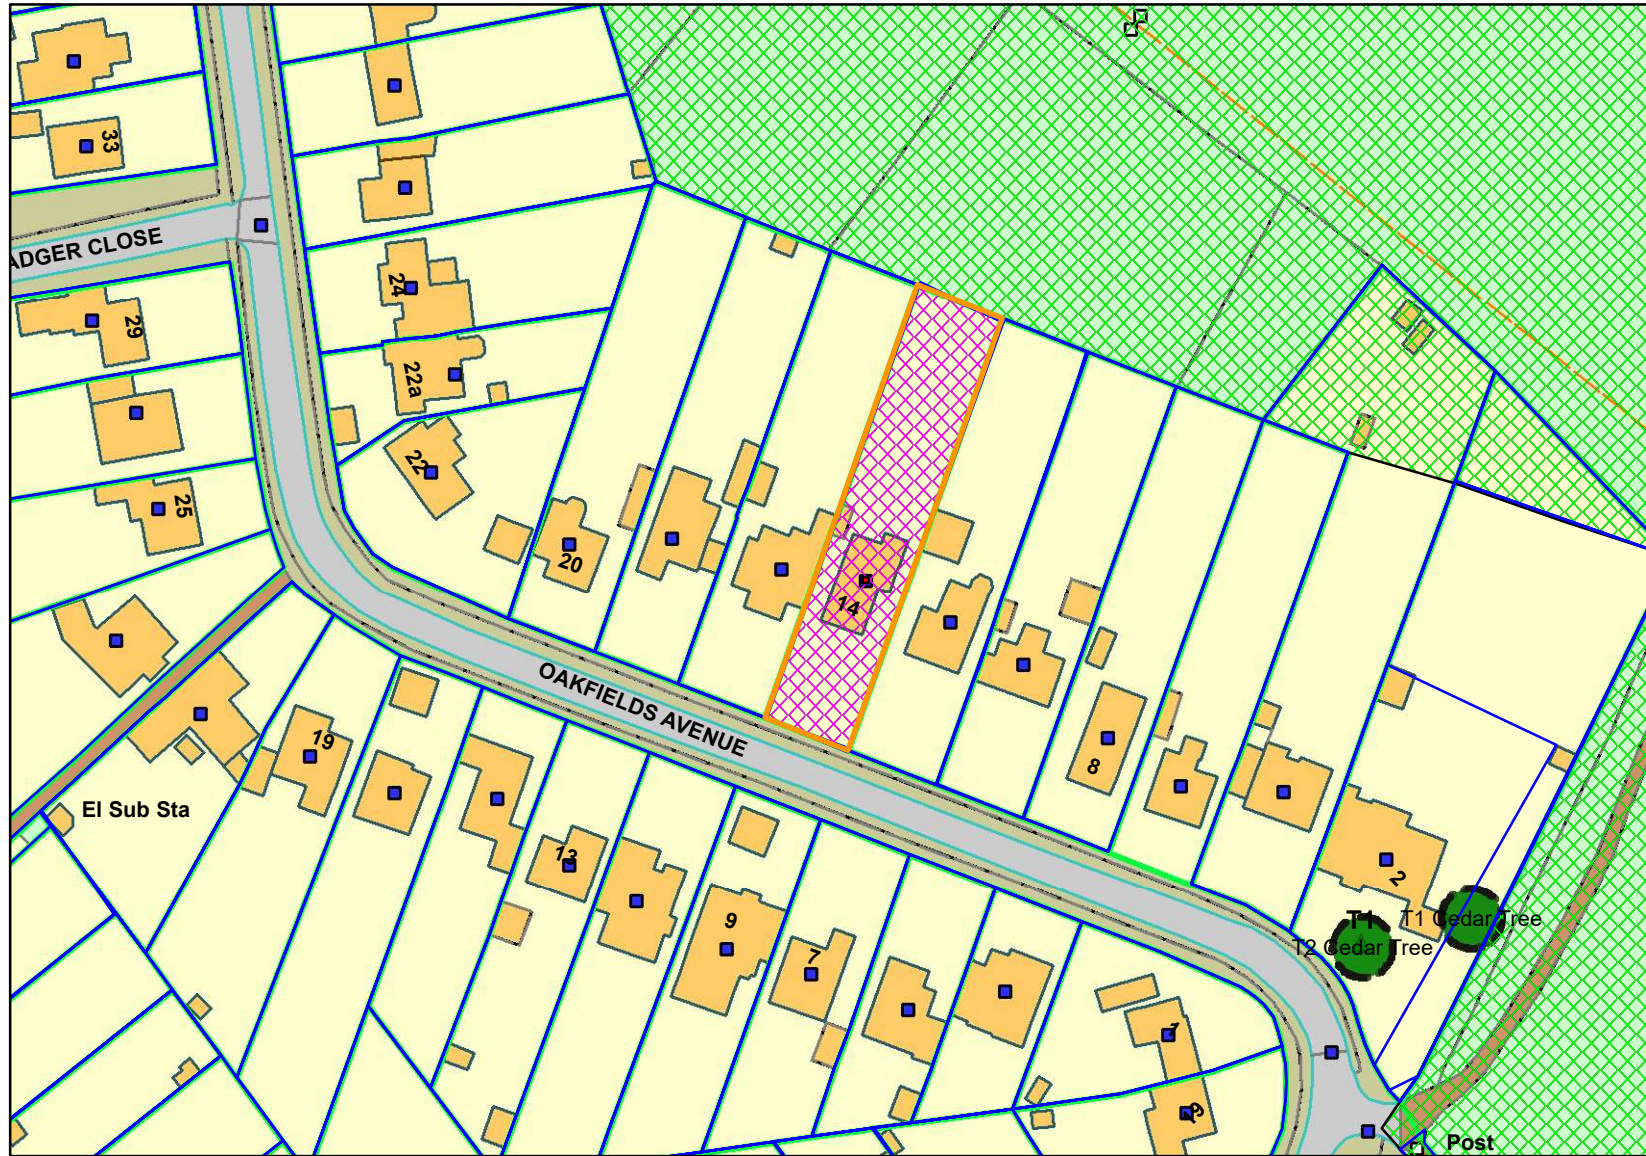 33
ADGER CLOSE
24
29
22a
22
25
20
14
OAKFIELDS AVENUE
19
8
El Sub Sta
13
2
9
T1
T1 Cedar Tree
T2 Cedar Tree
7
1
Post